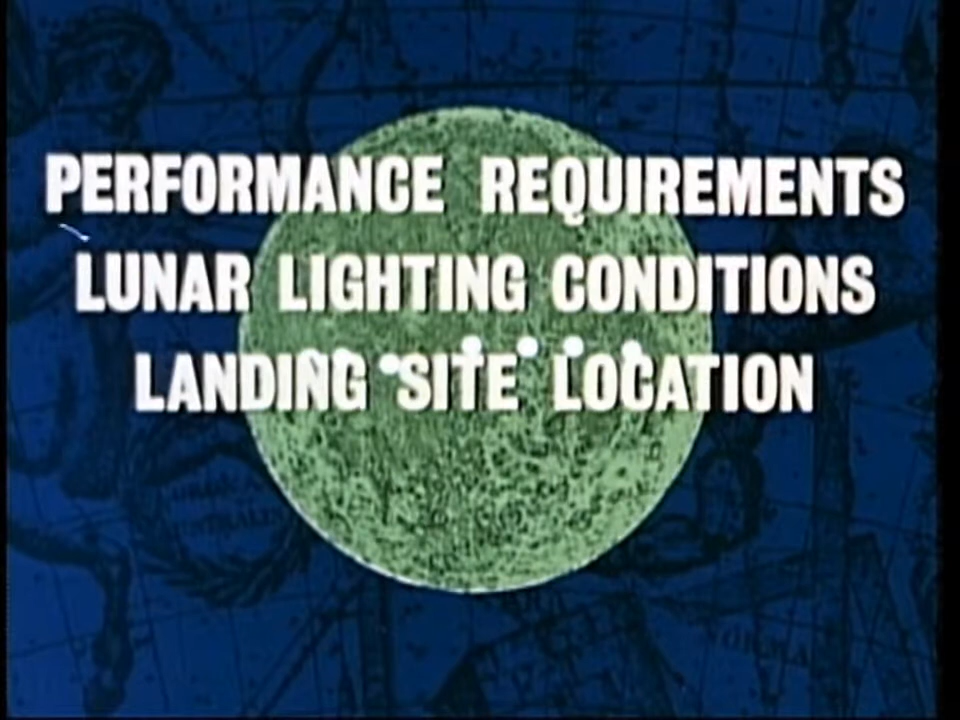 PERFORMANCE REQUIREMENTS
LUNAR LIGHTING CONDITIONS
LANDING SITE LOCATION